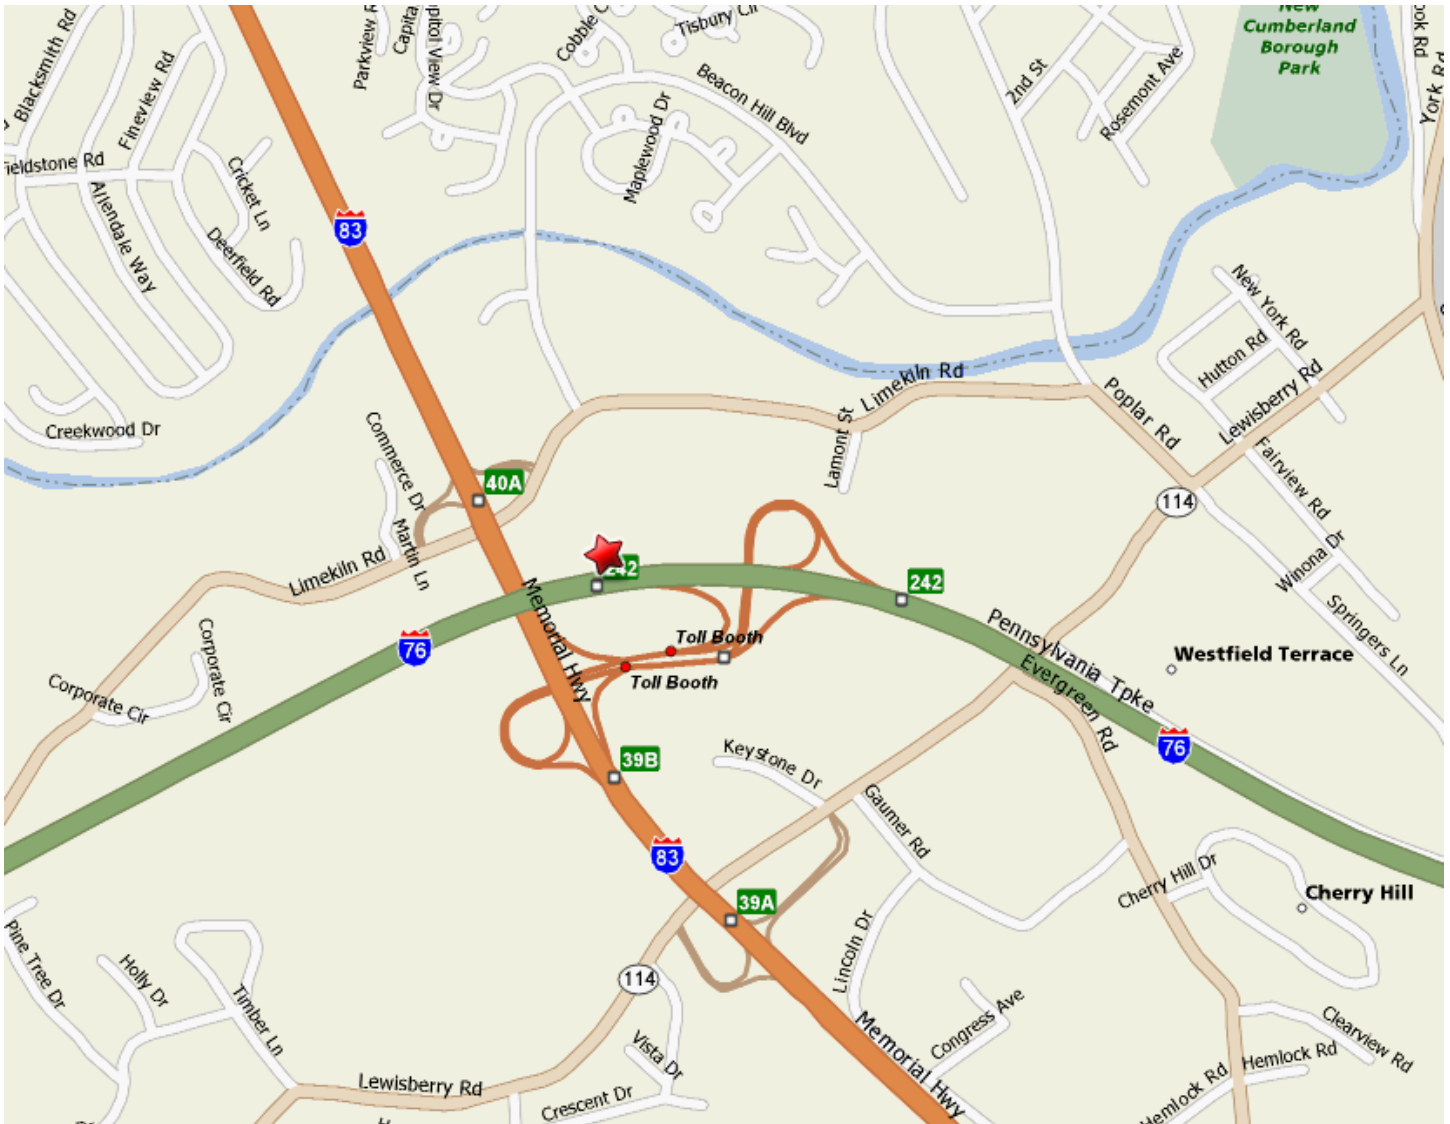 New
Cumberland
Borough
Park
Tisbury Cir
Blacksmith Rd
Fineview Rd
Capitol View Dr
Beacon Hill Blvd
Maplewood Dr
2nd St
Rosemont Ave
York Rd
Cricket Ln
Allendale Way
Deerfield Rd
83
New York Rd
Hutton Rd
Lewisberry Rd
Limekiln Rd
Poplar Rd
Lamont St
Creekwood Dr
Commerce Dr
40A
114
Fairview Rd
Martin Ln
Limekiln Rd
Winona Dr
242
242
Memorial Hwy
Springers Ln
Pennsylvania Tpke
Toll Booth
Toll Booth
76
Westfield Terrace
Evergreen Rd
Corporate Cir
Corporate Cir
76
39B
Keystone Dr
Gaumer Rd
83
Cherry Hill Dr
Cherry Hill
39A
Lincoln Dr
Pine Tree Dr
Holly Dr
114
Timber Ln
Congress Ave
Memorial Hwy
Clearview Rd
Vista Dr
Hemlock Rd
Hemlock Rd
Lewisberry Rd
Crescent Dr